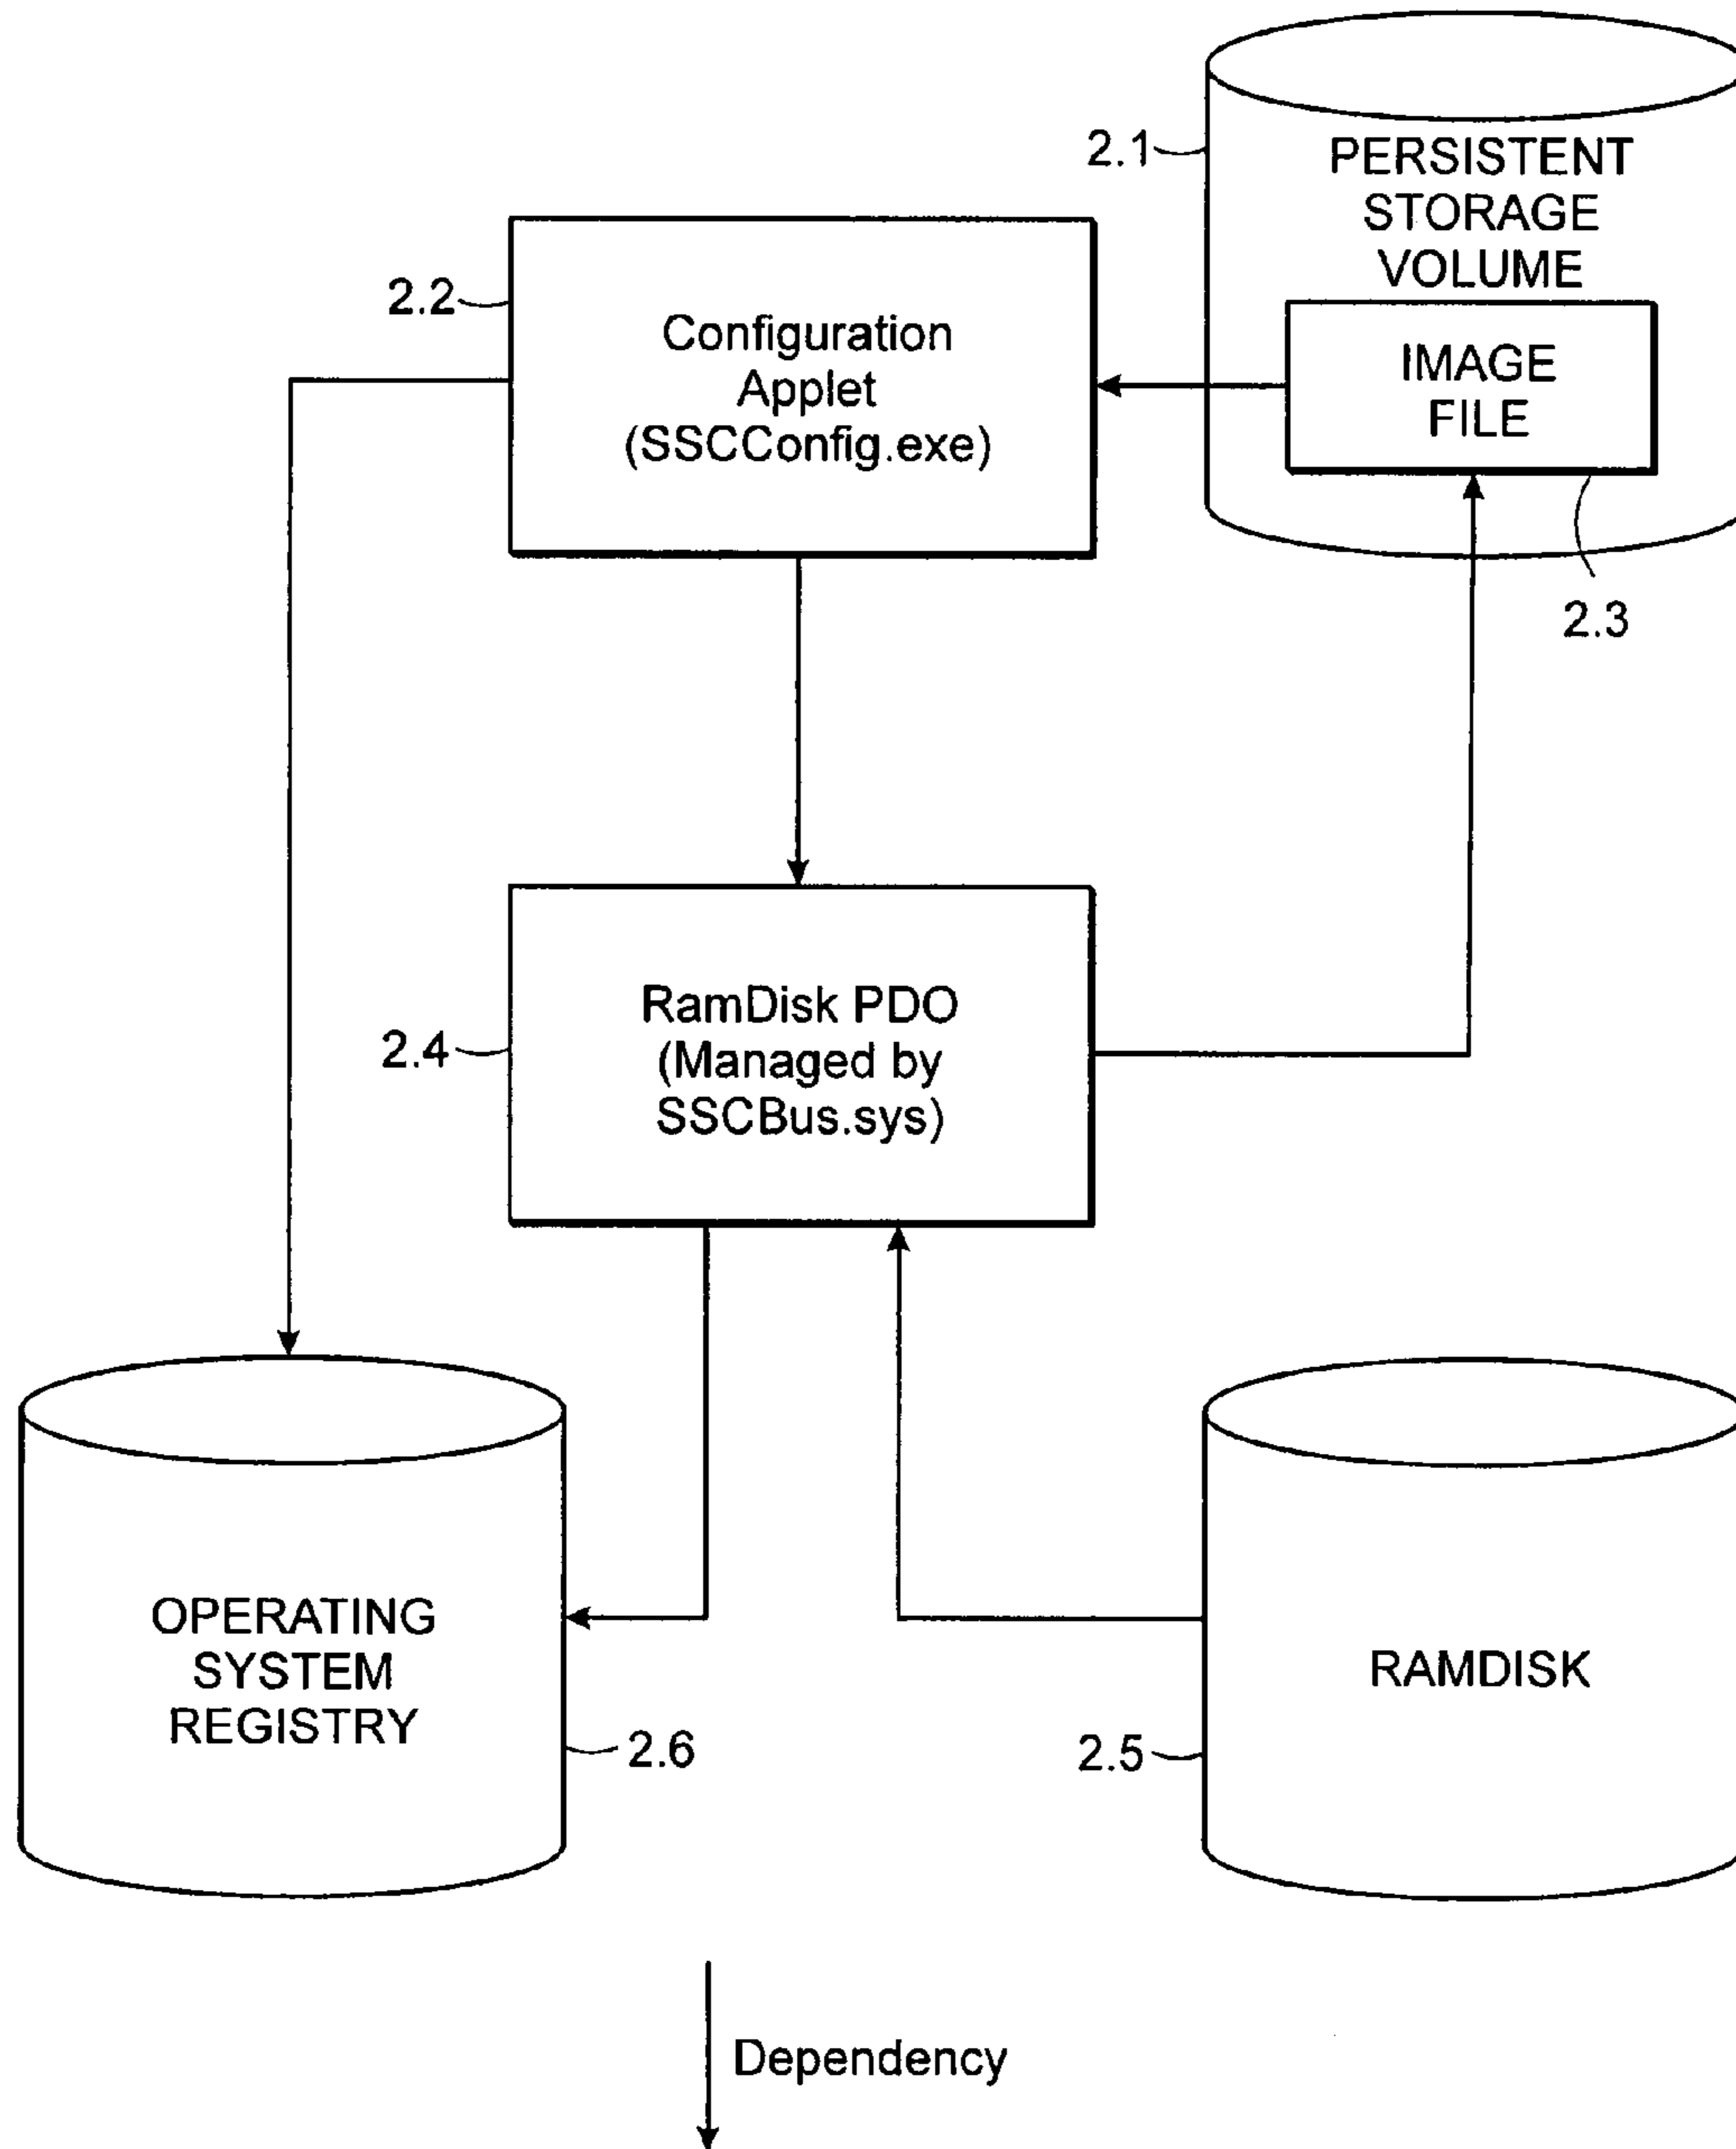 2.1
PERSISTENT
STORAGE
VOLUME
2.2
Configuration
Applet
(SSCConfig.exe)
IMAGE
FILE
2.3
2.4
RamDisk PDO
(Managed by
SSCBus.sys)
OPERATING
SYSTEM
REGISTRY
2.6
2.5
RAMDISK
Dependency